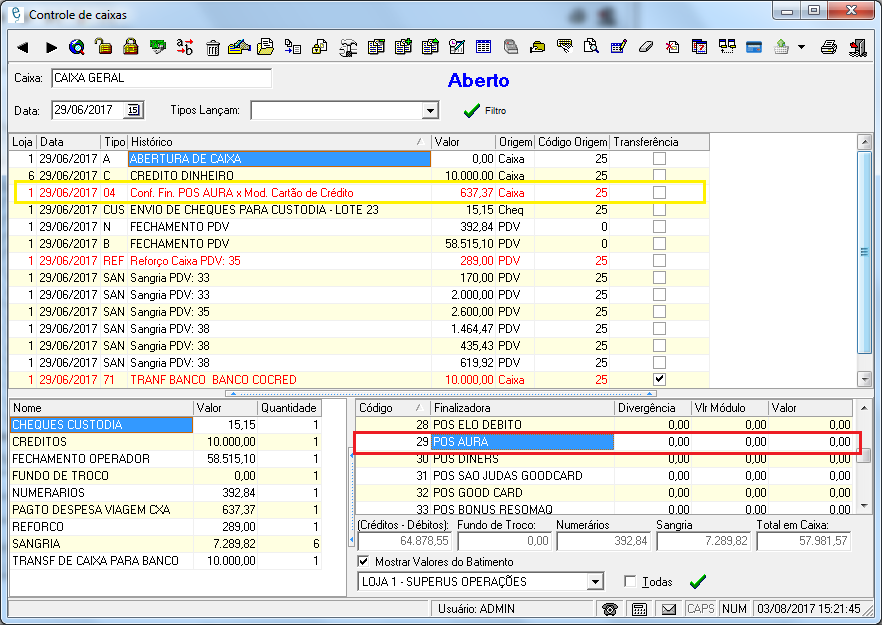 Controle de caixas
Caixa: CAIXA GERAL
Aberto
Data: 29/06/2017 15 Tipos Lançam: Filtro
Loja Data Tipo Histórico Valor Origem Código Origem Transferência
1 29/06/2017 A ABERTURA DE CAIXA 0,00 Caixa 25
6 29/06/2017 C CREDITO DINHEIRO 10.000,00 Caixa 25
1 29/06/2017 04 Conf. Fin. POS AURA x Mod. Cartão de Crédito 637,37 Caixa 25
1 29/06/2017 CUS ENVIO DE CHEQUES PARA CUSTODIA - LOTE 23 15,15 Cheq 25
1 29/06/2017 N FECHAMENTO PDV 392,84 PDV 0
1 29/06/2017 B FECHAMENTO PDV 58.515,10 PDV 0
1 29/06/2017 REF Reforço Caixa PDV: 35 289,00 PDV 25
1 29/06/2017 SAN Sangria PDV: 33 170,00 PDV 25
1 29/06/2017 SAN Sangria PDV: 33 2.000,00 PDV 25
1 29/06/2017 SAN Sangria PDV: 35 2.600,00 PDV 25
1 29/06/2017 SAN Sangria PDV: 38 1.464,47 PDV 25
1 29/06/2017 SAN Sangria PDV: 38 435,43 PDV 25
1 29/06/2017 SAN Sangria PDV: 38 619,92 PDV 25
1 29/06/2017 71 TRANF BANCO BANCO COCRED 10.000,00 Caixa 25
Nome Valor Quantidade
CHEQUES CUSTODIA 15,15 1
CREDITOS 10.000,00 1
FECHAMENTO OPERADOR 58.515,10 1
FUNDO DE TROCO 0,00 1
NUMERARIOS 392,84 1
PAGTO DESPESA VIAGEM CXA 637,37 1
REFORCO 289,00 1
SANGRIA 7.289,82 6
TRANSF DE CAIXA PARA BANCO 10.000,00 1
Código Finalizadora Divergência Vlr Módulo Valor
28 POS ELO DEBITO 0,00 0,00 0,00
29 POS AURA 0,00 0,00 0,00
30 POS DINERS 0,00 0,00 0,00
31 POS SAO JUDAS GOODCARD 0,00 0,00 0,00
32 POS GOOD CARD 0,00 0,00 0,00
33 POS BONUS RESOMAQ 0,00 0,00 0,00
(Créditos - Débitos): Fundo de Troco: Numerários Sangria Total em Caixa:
64.878,55 0,00 392,84 7.289,82 57.981,57
Mostrar Valores do Batimento
LOJA 1 - SUPERUS OPERAÇÕES Todas
Usuário: ADMIN CAPS NUM 03/08/2017 15:21:45